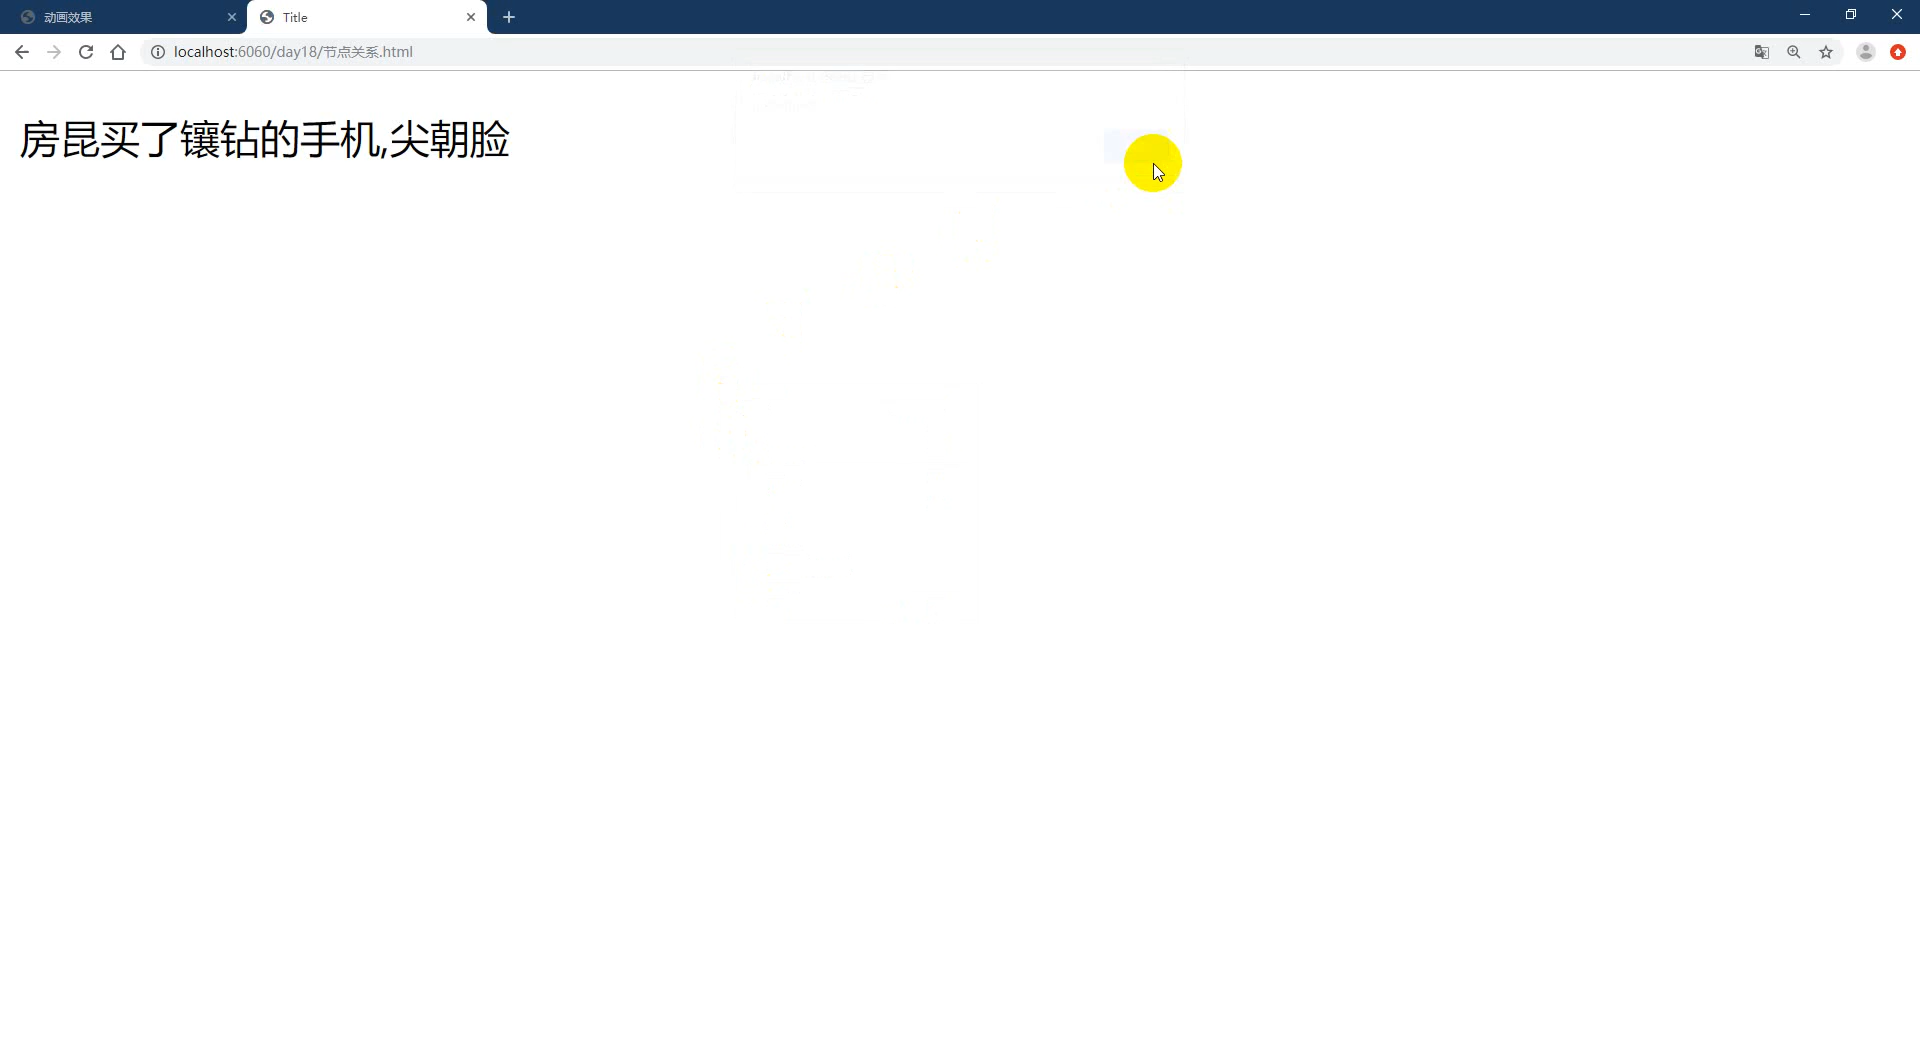 动画效果
Title
localhost:6060/day18/节点关系.html
房昆买了镶钻的手机,尖朝脸